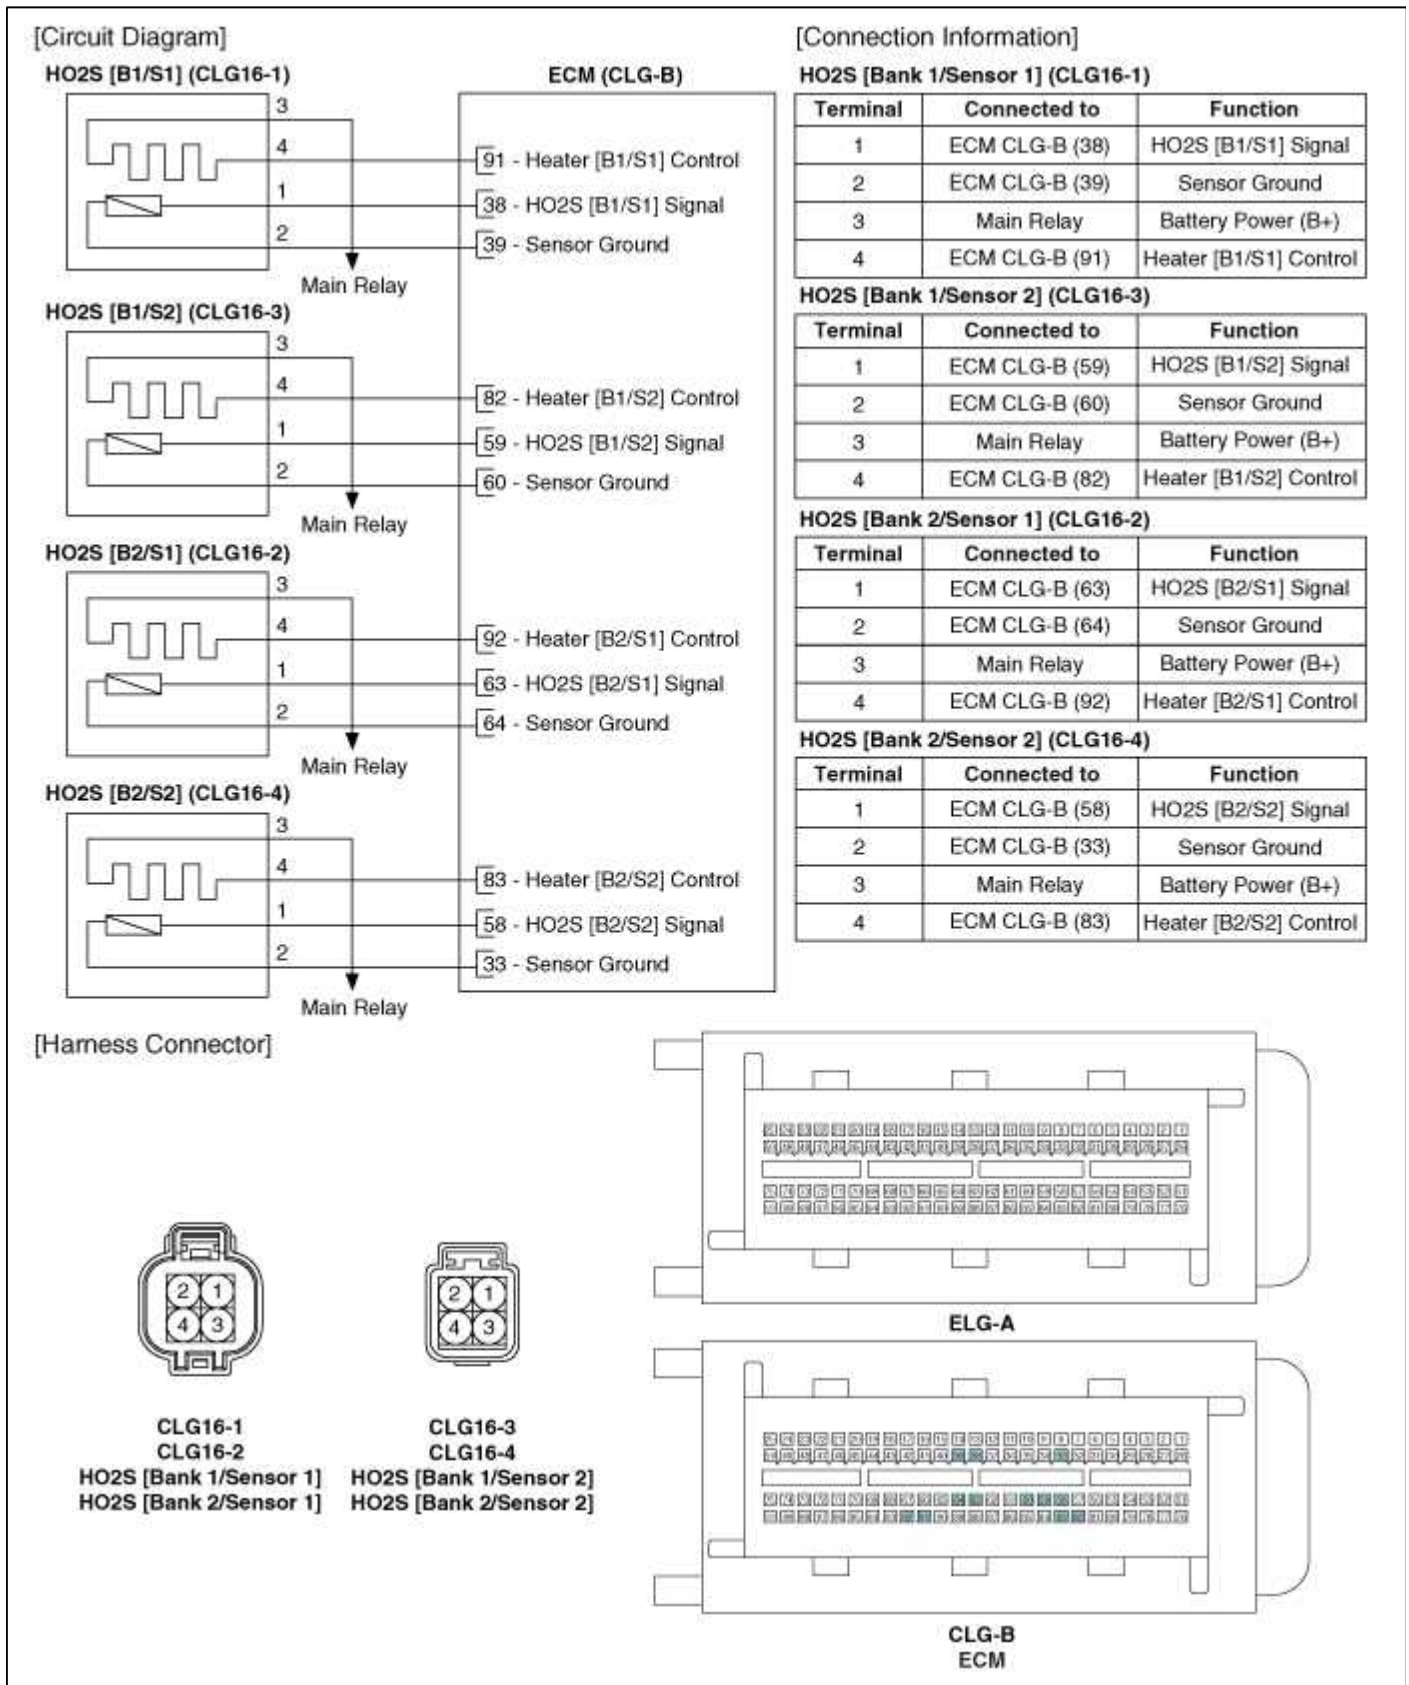 [Circuit Diagram]
HO2S [B1/S1] (CLG16-1)
ECM (CLG-B)
3
4
91 - Heater [B1/S1] Control
1
38 - HO2S [B1/S1] Signal
2
39 - Sensor Ground
Main Relay
HO2S [B1/S2] (CLG16-3)
3
4
82 - Heater [B1/S2] Control
1
59 - HO2S [B1/S2] Signal
2
60 - Sensor Ground
Main Relay
HO2S [B2/S1] (CLG16-2)
3
4
92 - Heater [B2/S1] Control
1
63 - HO2S [B2/S1] Signal
2
64 - Sensor Ground
Main Relay
HO2S [B2/S2] (CLG16-4)
3
4
83 - Heater [B2/S2] Control
1
58 - HO2S [B2/S2] Signal
2
33 - Sensor Ground
Main Relay
[Connection Information]
HO2S [Bank 1/Sensor 1] (CLG16-1)
Terminal Connected to Function
1 ECM CLG-B (38) HO2S [B1/S1] Signal
2 ECM CLG-B (39) Sensor Ground
3 Main Relay Battery Power (B+)
4 ECM CLG-B (91) Heater [B1/S1] Control
HO2S [Bank 1/Sensor 2] (CLG16-3)
Terminal Connected to Function
1 ECM CLG-B (59) HO2S [B1/S2] Signal
2 ECM CLG-B (60) Sensor Ground
3 Main Relay Battery Power (B+)
4 ECM CLG-B (82) Heater [B1/S2] Control
HO2S [Bank 2/Sensor 1] (CLG16-2)
Terminal Connected to Function
1 ECM CLG-B (63) HO2S [B2/S1] Signal
2 ECM CLG-B (64) Sensor Ground
3 Main Relay Battery Power (B+)
4 ECM CLG-B (92) Heater [B2/S1] Control
HO2S [Bank 2/Sensor 2] (CLG16-4)
Terminal Connected to Function
1 ECM CLG-B (58) HO2S [B2/S2] Signal
2 ECM CLG-B (33) Sensor Ground
3 Main Relay Battery Power (B+)
4 ECM CLG-B (83) Heater [B2/S2] Control
[Harness Connector]
2 1
4 3
CLG16-1
CLG16-2
HO2S [Bank 1/Sensor 1]
HO2S [Bank 2/Sensor 1]
2 1
4 3
CLG16-3
CLG16-4
HO2S [Bank 1/Sensor 2]
HO2S [Bank 2/Sensor 2]
ELG-A
CLG-B
ECM